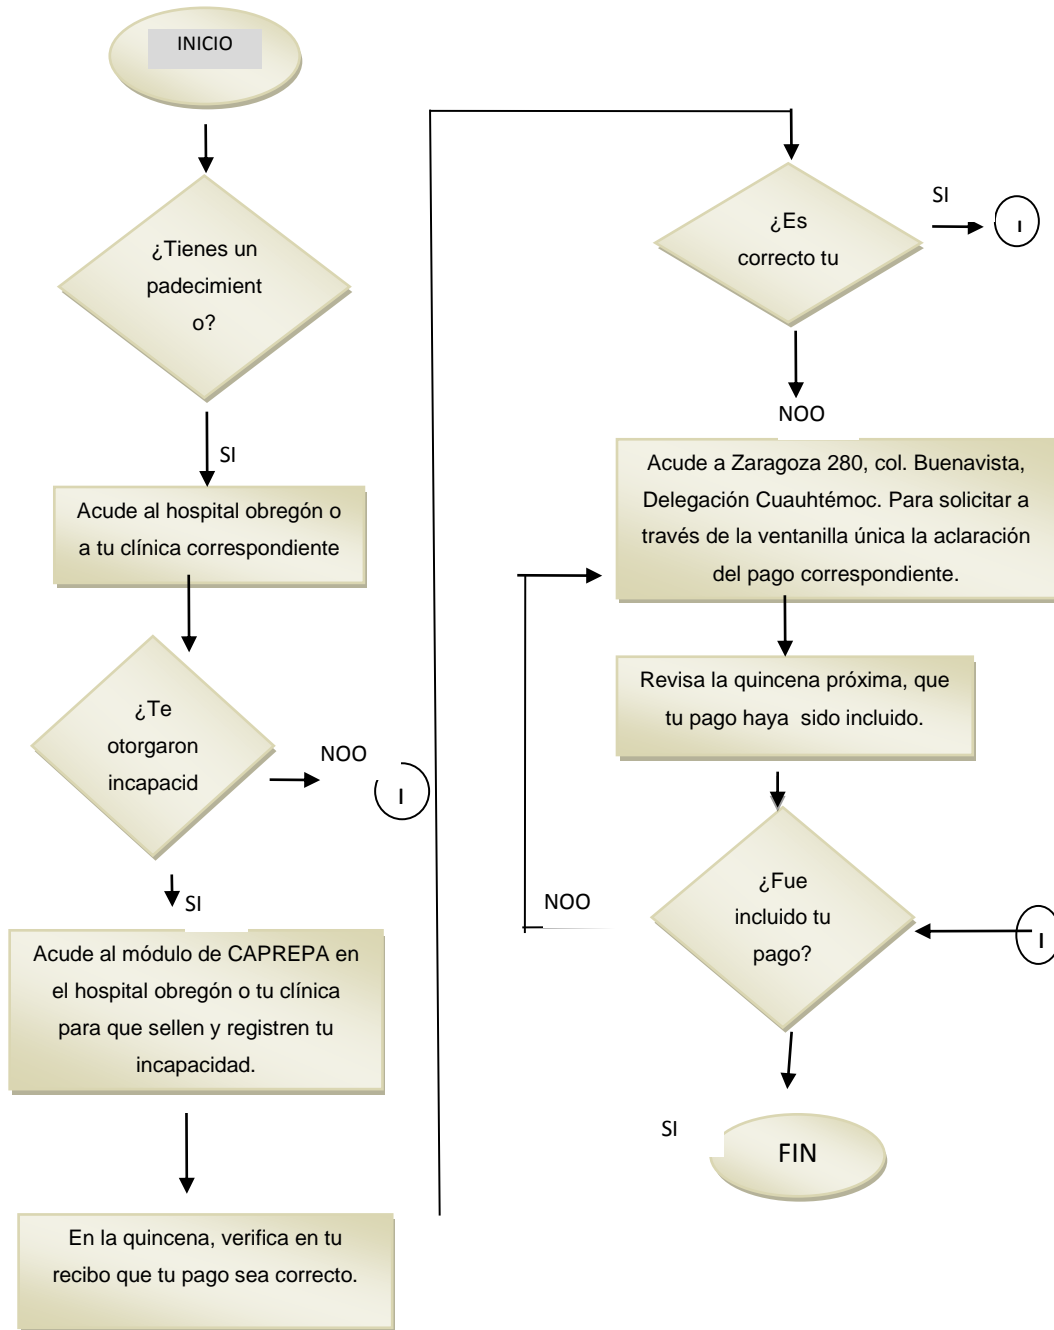 INICIO
¿Tienes un
padecimient
o?
SI
Acude al hospital obregón o
a tu clínica correspondiente
¿Te
otorgaron
incapacid
NOO
I
SI
Acude al módulo de CAPREPA en
el hospital obregón o tu clínica
para que sellen y registren tu
incapacidad.
En la quincena, verifica en tu
recibo que tu pago sea correcto.
¿Es
correcto tu
SI
I
NOO
Acude a Zaragoza 280, col. Buenavista,
Delegación Cuauhtémoc. Para solicitar a
través de la ventanilla única la aclaración
del pago correspondiente.
Revisa la quincena próxima, que
tu pago haya  sido incluido.
¿Fue
incluido tu
pago?
NOO
I
SI
FIN